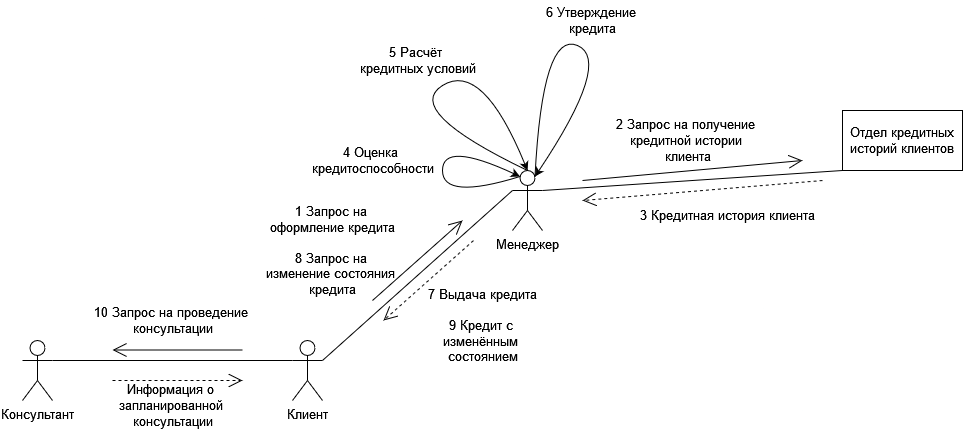 6 Утверждение
кредита
5 Расчёт
кредитных условий
4 Оценка
кредитоспособности
2 Запрос на получение
кредитной истории
клиента
Отдел кредитных
историй клиентов
3 Кредитная история клиента
Менеджер
1 Запрос на
оформление кредита
8 Запрос на
изменение состояния
кредита
7 Выдача кредита
9 Кредит с
изменённым
состоянием
10 Запрос на проведение
консультации
Информация о
запланированной
консультации
Консультант
Клиент